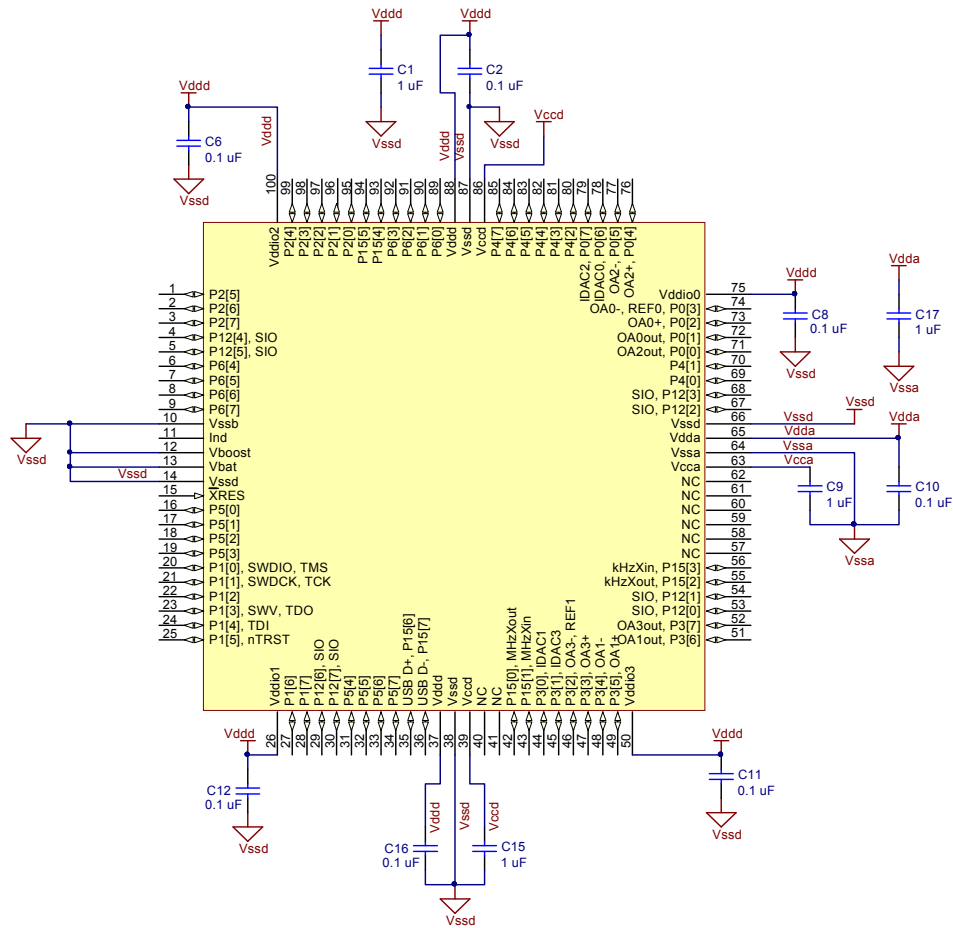 Vddd
C1
1 uF
Vssd
Vddd
C2
0.1 uF
Vssd
Vddd
C6
0.1 uF
Vssd
Vddd
Vddd
Vssd
Vccd
100
99
98
97
96
95
94
93
92
91
90
89
88
87
86
85
84
83
82
81
80
79
78
77
76
Vddio2
P2[4]
P2[3]
P2[2]
P2[1]
P2[0]
P15[5]
P15[4]
P6[3]
P6[2]
P6[1]
P6[0]
Vddd
Vssd
Vccd
P4[7]
P4[6]
P4[5]
P4[4]
P4[3]
P4[2]
IDAC2, P0[7]
IDAC0, P0[6]
OA2-, P0[5]
OA2+, P0[4]
1 P2[5]
2 P2[6]
3 P2[7]
4 P12[4], SIO
5 P12[5], SIO
6 P6[4]
7 P6[5]
8 P6[6]
9 P6[7]
10 Vssb
11 Ind
12 Vboost
13 Vbat
14 Vssd
15 XRES
16 P5[0]
17 P5[1]
18 P5[2]
19 P5[3]
20 P1[0], SWDIO, TMS
21 P1[1], SWDCK, TCK
22 P1[2]
23 P1[3], SWV, TDO
24 P1[4], TDI
25 P1[5], nTRST
Vssd
Vssd
Vddio0 75
OA0-, REF0, P0[3] 74
OA0+, P0[2] 73
OA0out, P0[1] 72
OA2out, P0[0] 71
P4[1] 70
P4[0] 69
SIO, P12[3] 68
SIO, P12[2] 67
Vssd 66
Vdda 65
Vssa 64
Vcca 63
NC 62
NC 61
NC 60
NC 59
NC 58
NC 57
kHzXin, P15[3] 56
kHzXout, P15[2] 55
SIO, P12[1] 54
SIO, P12[0] 53
OA3out, P3[7] 52
OA1out, P3[6] 51
Vddd
C8
0.1 uF
Vssd
Vdda
C17
1 uF
Vssa
Vssd
Vssd
Vdda
Vdda
Vssa
Vcca
C9
1 uF
C10
0.1 uF
Vssa
Vddio1
P1[6]
P1[7]
P12[6], SIO
P12[7], SIO
P5[4]
P5[5]
P5[6]
P5[7]
USB D+, P15[6]
USB D-, P15[7]
Vddd
Vssd
Vccd
NC
NC
P15[0], MHzXout
P15[1], MHzXin
P3[0], IDAC1
P3[1], IDAC3
P3[2], OA3-, REF1
P3[3], OA3+
P3[4], OA1-
P3[5], OA1+
Vddio3
26
27
28
29
30
31
32
33
34
35
36
37
38
39
40
41
42
43
44
45
46
47
48
49
50
Vddd
C12
0.1 uF
Vssd
Vddd
Vssd
Vccd
C16
0.1 uF
C15
1 uF
Vssd
Vddd
C11
0.1 uF
Vssd